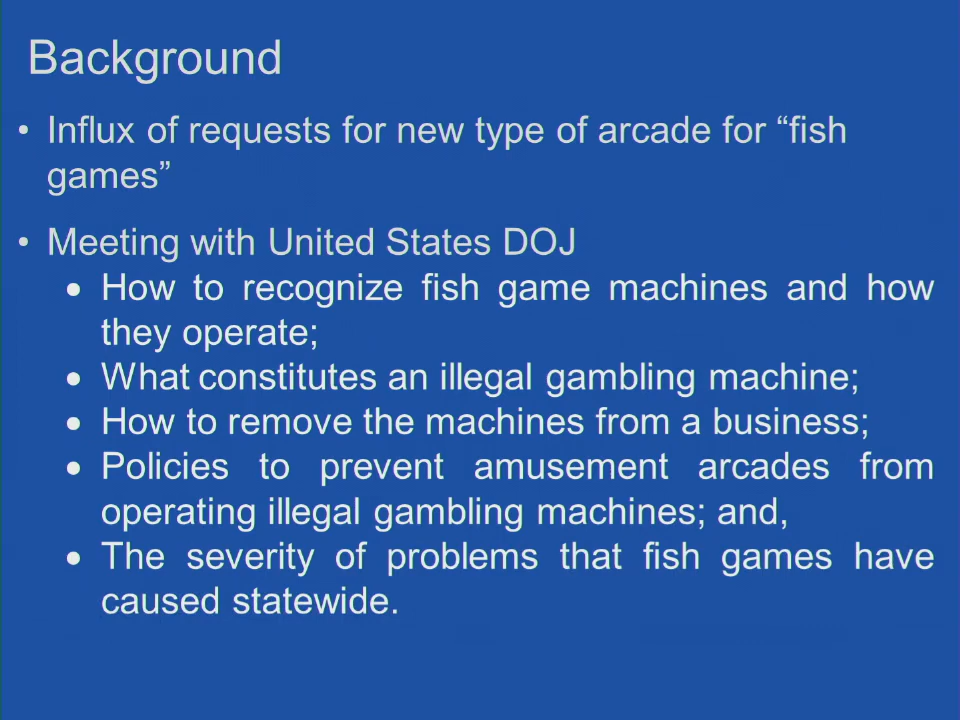 Background
• Influx of requests for new type of arcade for “fish
games”
• Meeting with United States DOJ
• How to recognize fish game machines and how
they operate;
• What constitutes an illegal gambling machine;
• How to remove the machines from a business;
• Policies to prevent amusement arcades from
operating illegal gambling machines; and,
• The severity of problems that fish games have
caused statewide.